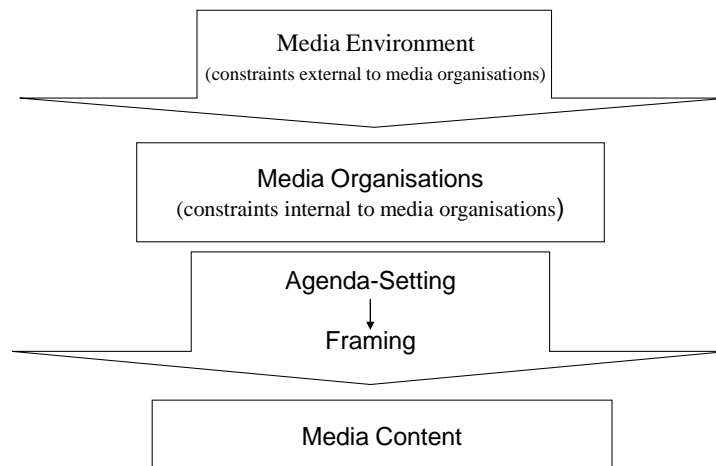 Media Environment
(constraints external to media organisations)
Media Organisations
(constraints internal to media organisations)
Agenda-Setting
Framing
Media Content